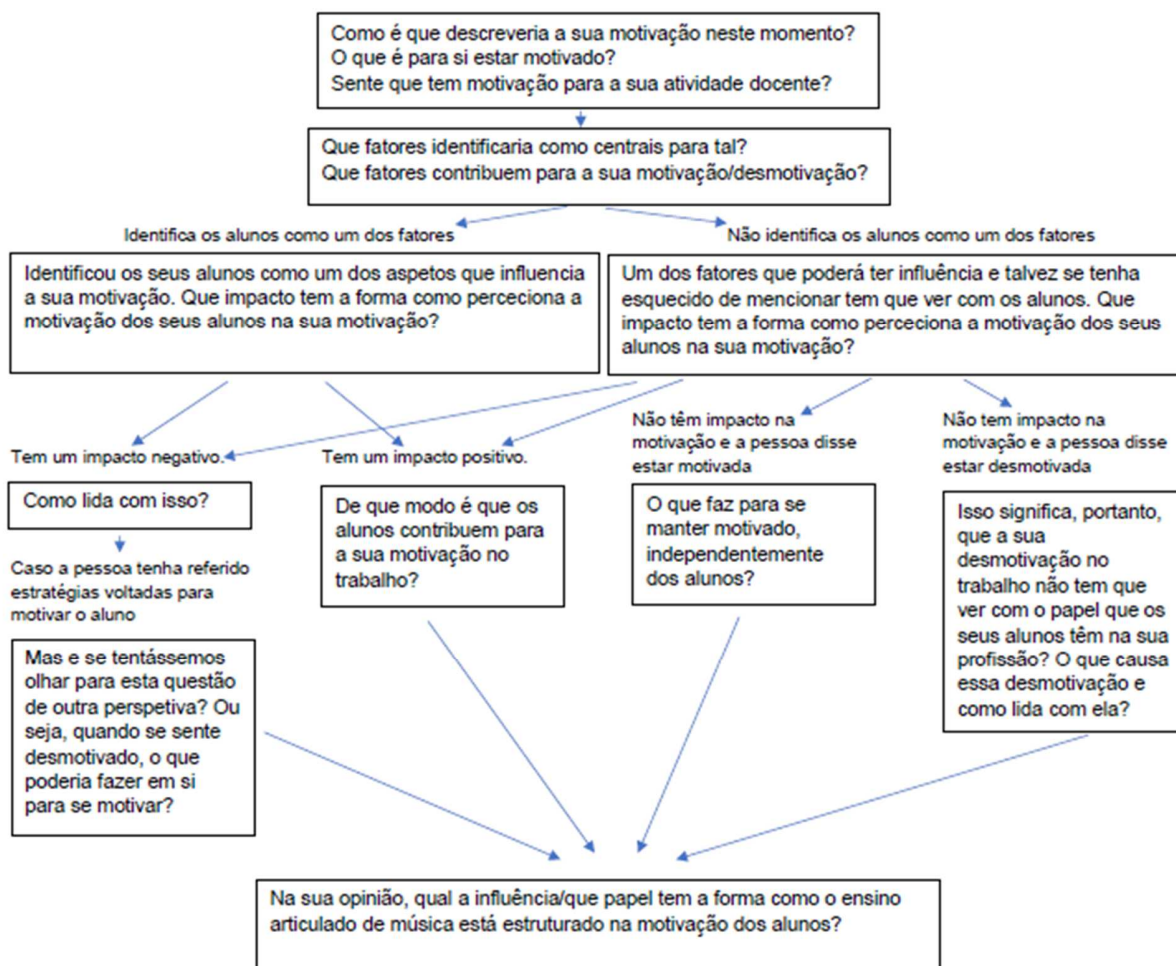 Como é que descreveria a sua motivação neste momento?
O que é para si estar motivado?
Sente que tem motivação para a sua atividade docente?
Que fatores identificaria como centrais para tal?
Que fatores contribuem para a sua motivação/desmotivação?
Identifica os alunos como um dos fatores
Identificou os seus alunos como um dos aspetos que influencia
a sua motivação. Que impacto tem a forma como perceciona a
motivação dos seus alunos na sua motivação?
Não identifica os alunos como um dos fatores
Um dos fatores que poderá ter influência e talvez se tenha
esquecido de mencionar tem que ver com os alunos. Que
impacto tem a forma como perceciona a motivação dos seus
alunos na sua motivação?
Tem um impacto negativo.
Como lida com isso?
Caso a pessoa tenha referido
estratégias voltadas para
motivar o aluno
Mas e se tentássemos
olhar para esta questão
de outra perspetiva? Ou
seja, quando se sente
desmotivado, o que
poderia fazer em si
para se motivar?
Tem um impacto positivo.
De que modo é que os
alunos contribuem para
a sua motivação no
trabalho?
Não têm impacto na
motivação e a pessoa disse
estar motivada
O que faz para se
manter motivado,
independentemente
dos alunos?
Não tem impacto na
motivação e a pessoa disse
estar desmotivada
Isso significa, portanto,
que a sua
desmotivação no
trabalho não tem que
ver com o papel que os
seus alunos têm na sua
profissão? O que causa
essa desmotivação e
como lida com ela?
Na sua opinião, qual a influência/que papel tem a forma como o ensino
articulado de música está estruturado na motivação dos alunos?